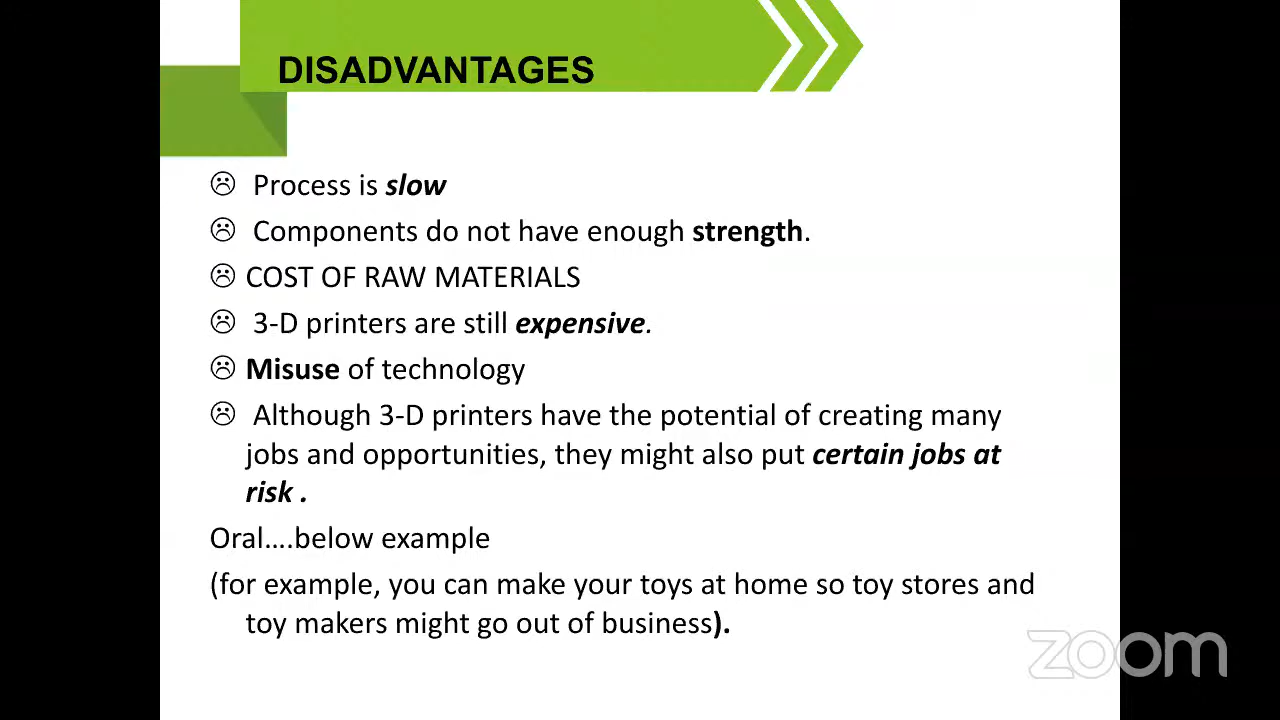 DISADVANTAGES
☹ Process is slow
☹ Components do not have enough strength.
☹ COST OF RAW MATERIALS
☹ 3-D printers are still expensive.
☹ Misuse of technology
☹ Although 3-D printers have the potential of creating many
jobs and opportunities, they might also put certain jobs at
risk .
Oral....below example
(for example, you can make your toys at home so toy stores and
toy makers might go out of business).
zoom